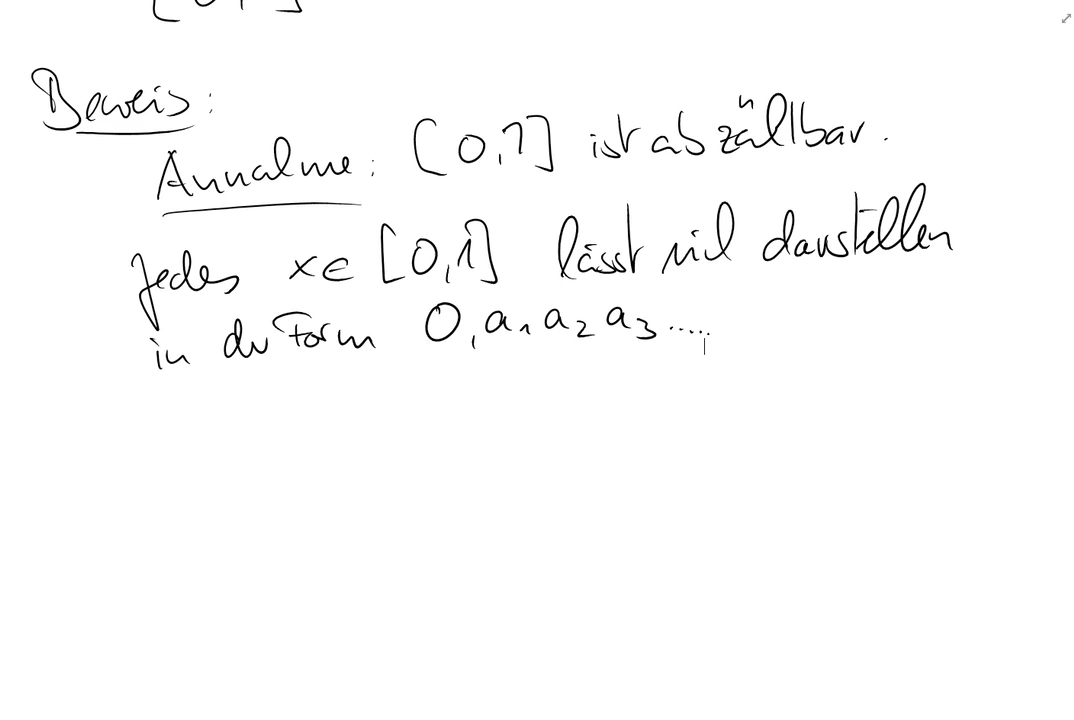 Beweis:
Annahme: [0,1] ist abzählbar.
Jedes x ∈ [0,1] lässt sich darstellen
in der Form 0,a₁a₂a₃.....